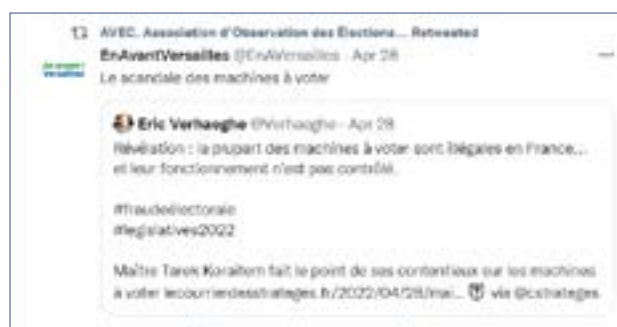 AVEC. Association d'Observation des Élections... Retweeted
EnAvantVersailles @EnAVersailles · Apr 28
Le scandale des machines à voter
Eric Verhaeghe @Verhaeghe · Apr 28
Révélation : la plupart des machines à voter sont illégales en France...
et leur fonctionnement n'est pas contrôlé.
#fraudeelectorale
#legislatives2022
Maître Tarek Koraitem fait le point de ses contentieux sur les machines
à voter lecourrierdesstrateges.fr/2022/04/28/mai... via @cstrateges